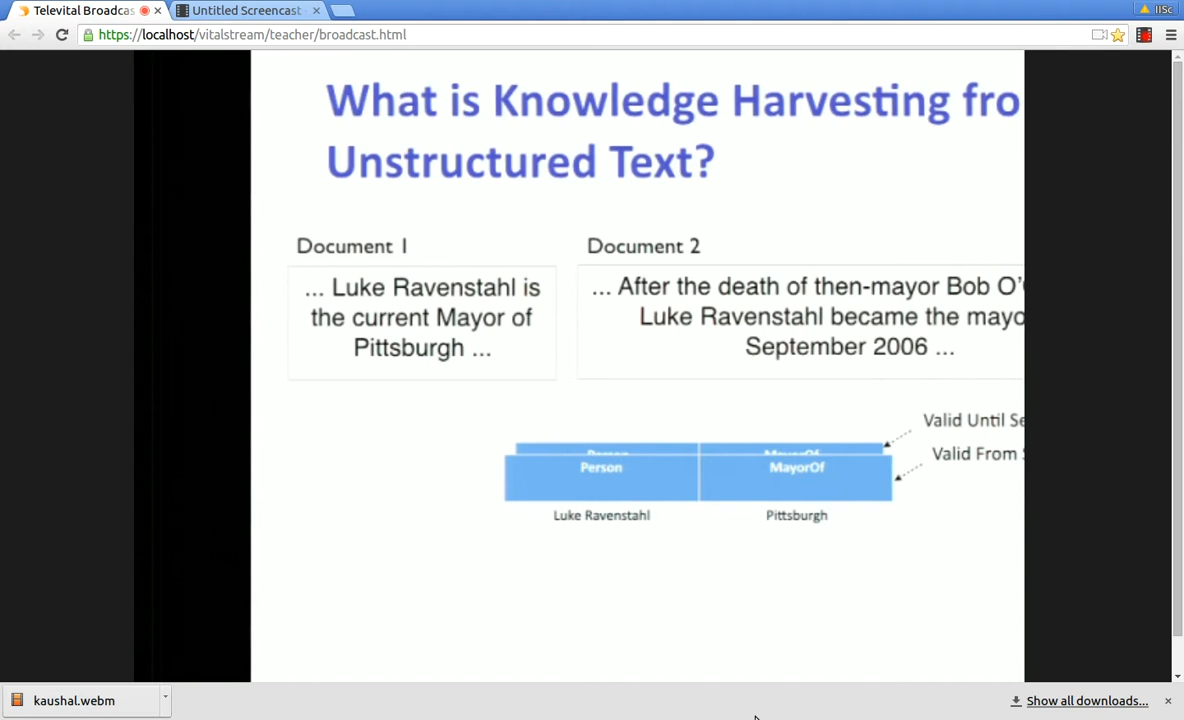 Televital Broadcas
Untitled Screencast
IISc
https://localhost/vitalstream/teacher/broadcast.html
What is Knowledge Harvesting fro
Unstructured Text?
Document 1
Document 2
... Luke Ravenstahl is
the current Mayor of
Pittsburgh ...
... After the death of then-mayor Bob O'
Luke Ravenstahl became the mayo
September 2006 ...
Valid Until Se
Valid From S
Person MayorOf
Person MayorOf
Luke Ravenstahl Pittsburgh
kaushal.webm
Show all downloads...